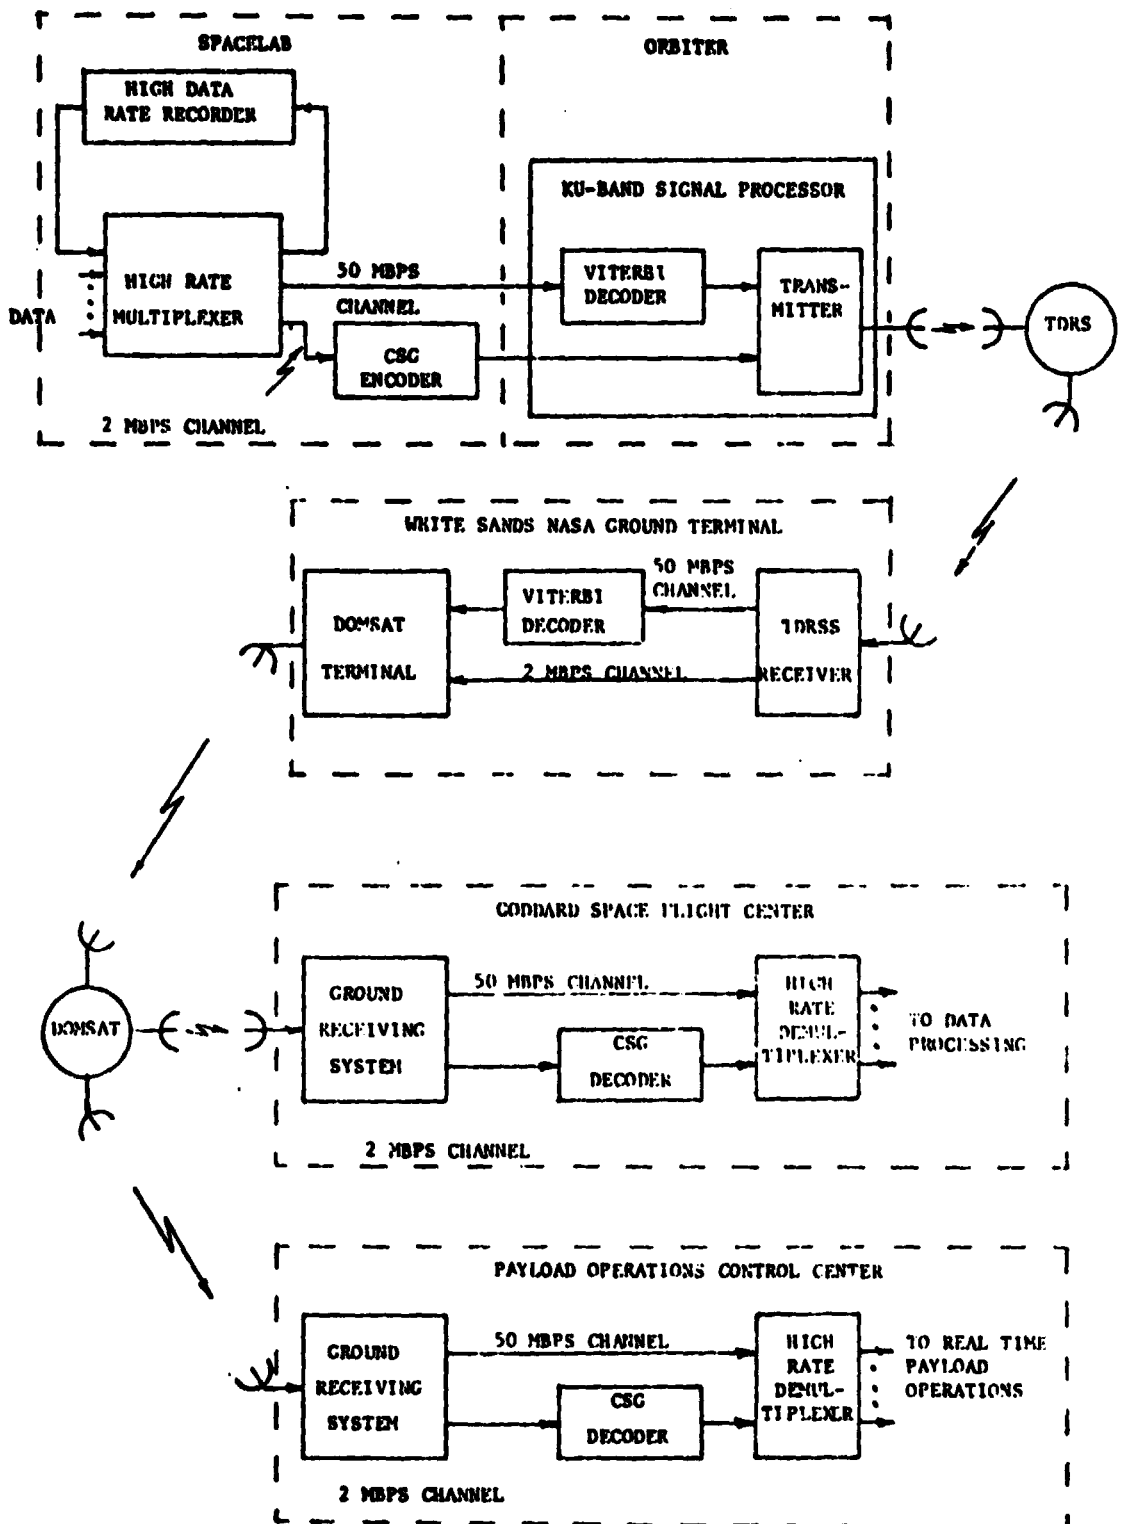 SPACELAB
ORBITER
HIGH DATA
RATE RECORDER
KU-BAND SIGNAL PROCESSOR
HIGH RATE
MULTIPLEXER
DATA
50 MBPS
CHANNEL
CSG
ENCODER
2 MBPS CHANNEL
VITERBI
DECODER
TRANS-
MITTER
TDRS
WHITE SANDS NASA GROUND TERMINAL
DOMSAT
TERMINAL
VITERBI
DECODER
50 MBPS
CHANNEL
2 MBPS CHANNEL
TDRSS
RECEIVER
GODDARD SPACE FLIGHT CENTER
DOMSAT
GROUND
RECEIVING
SYSTEM
50 MBPS CHANNEL
CSG
DECODER
HIGH
RATE
DEMUL-
TIPLEXER
TO DATA
PROCESSING
2 MBPS CHANNEL
PAYLOAD OPERATIONS CONTROL CENTER
GROUND
RECEIVING
SYSTEM
50 MBPS CHANNEL
CSG
DECODER
HIGH
RATE
DEMUL-
TIPLEXER
TO REAL TIME
PAYLOAD
OPERATIONS
2 MBPS CHANNEL